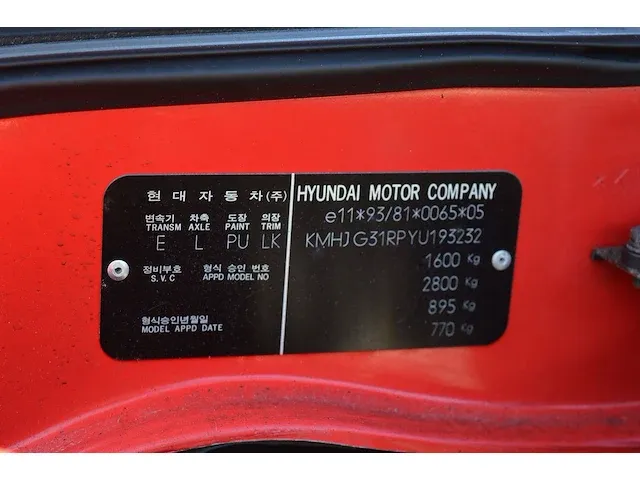 현대자동차(주)
HYUNDAI MOTOR COMPANY
변속기 차축 도장 의장
TRANSM AXLE PAINT TRIM
E L PU LK
정비부호 형식 승인 번호
S.V.C APPD MODEL NO
형식승인년월일
MODEL APPD DATE
e11*93/81*0065*05
KMHJG31RPYU193232
1600 Kg
2800 Kg
895 Kg
770 Kg